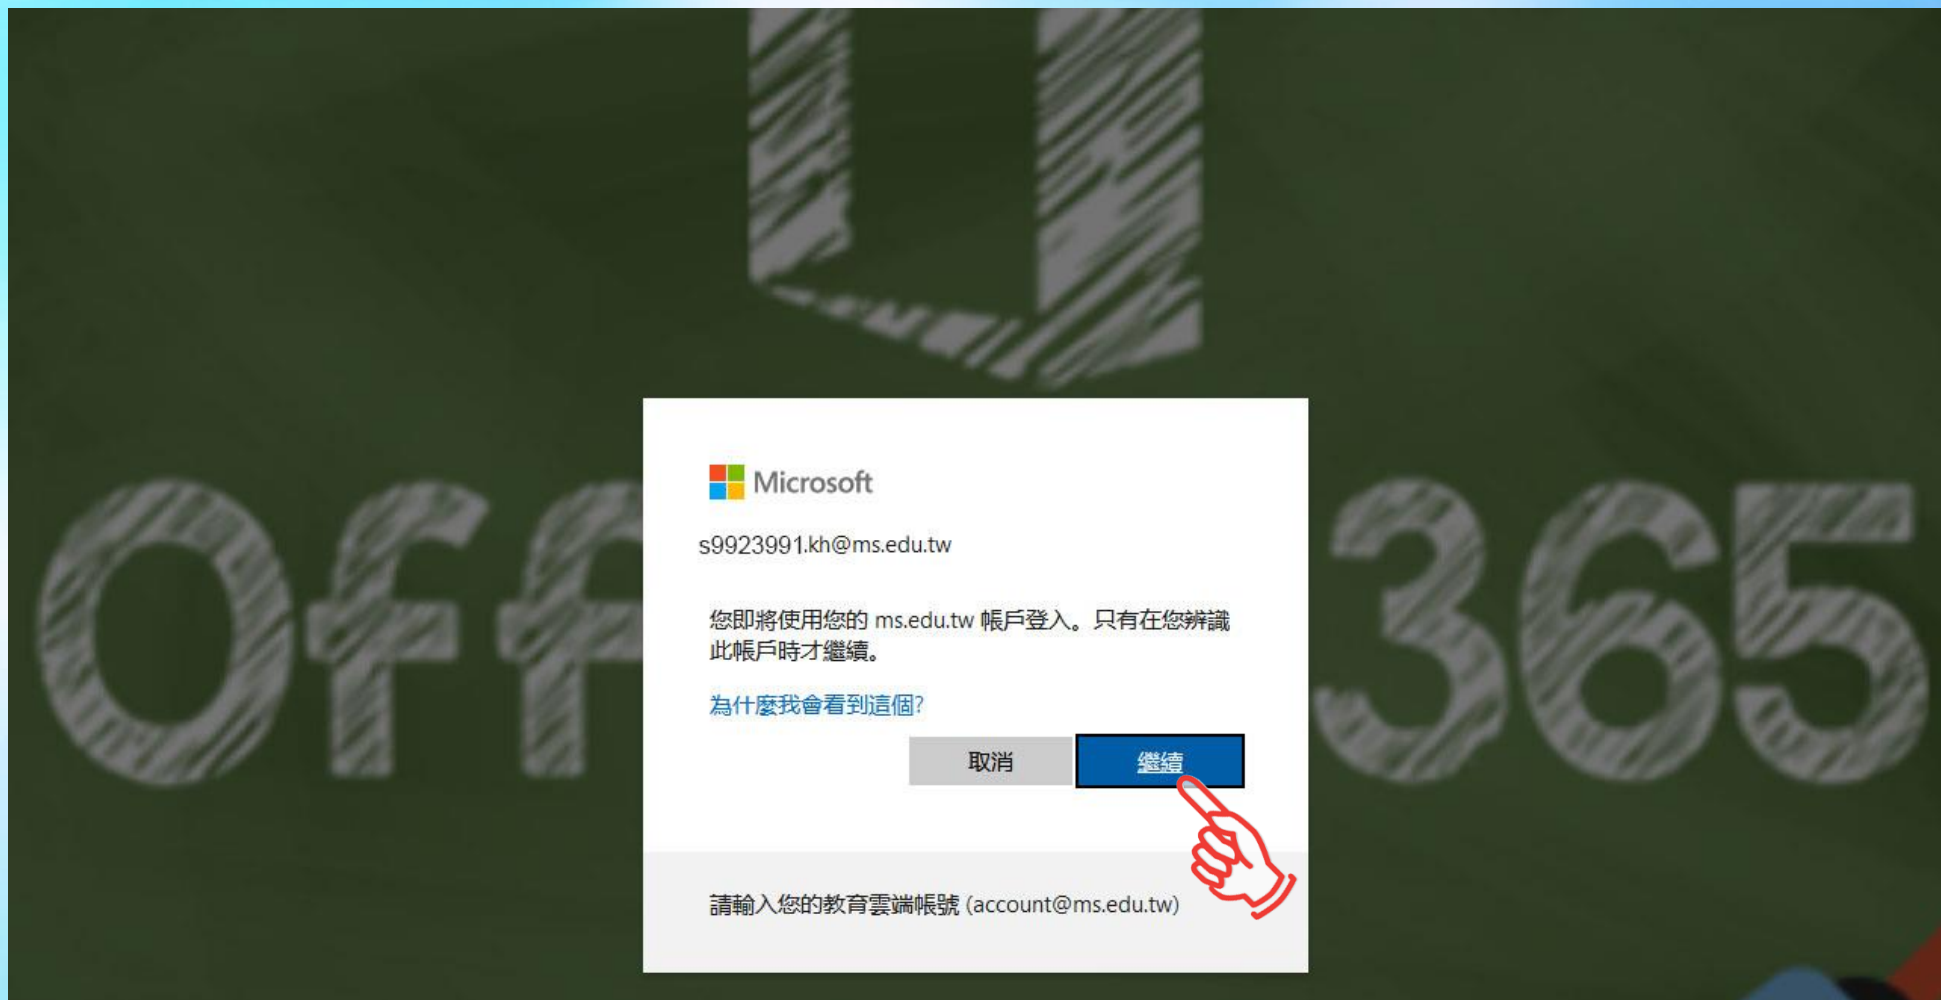 Off 365
Microsoft
s9923991.kh@ms.edu.tw
您即將使用您的 ms.edu.tw 帳戶登入。只有在您辨識
此帳戶時才繼續。
為什麼我會看到這個?
取消 繼續
請輸入您的教育雲端帳號 (account@ms.edu.tw)